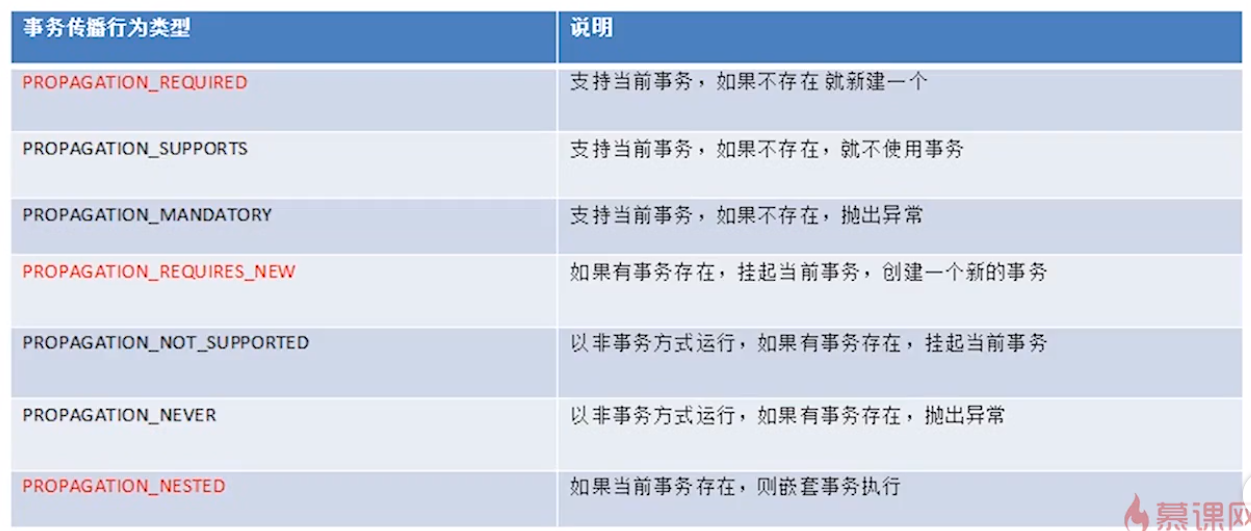 事务传播行为类型 说明
PROPAGATION_REQUIRED 支持当前事务，如果不存在 就新建一个
PROPAGATION_SUPPORTS 支持当前事务，如果不存在，就不使用事务
PROPAGATION_MANDATORY 支持当前事务，如果不存在，抛出异常
PROPAGATION_REQUIRES_NEW 如果有事务存在，挂起当前事务，创建一个新的事务
PROPAGATION_NOT_SUPPORTED 以非事务方式运行，如果有事务存在，挂起当前事务
PROPAGATION_NEVER 以非事务方式运行，如果有事务存在，抛出异常
PROPAGATION_NESTED 如果当前事务存在，则嵌套事务执行
慕课网